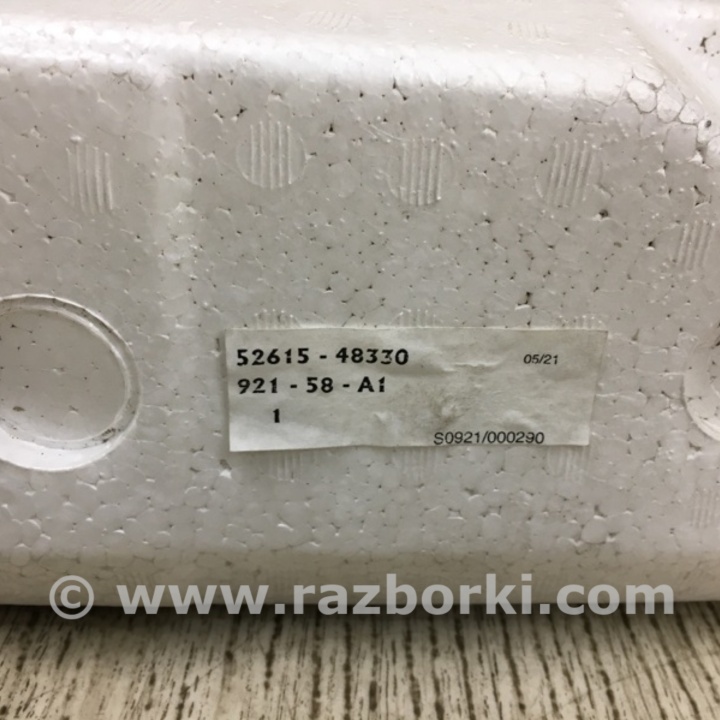 52615 - 48330 05/21
921 - 58 - A1
1
S0921/000290
© www.razborki.com